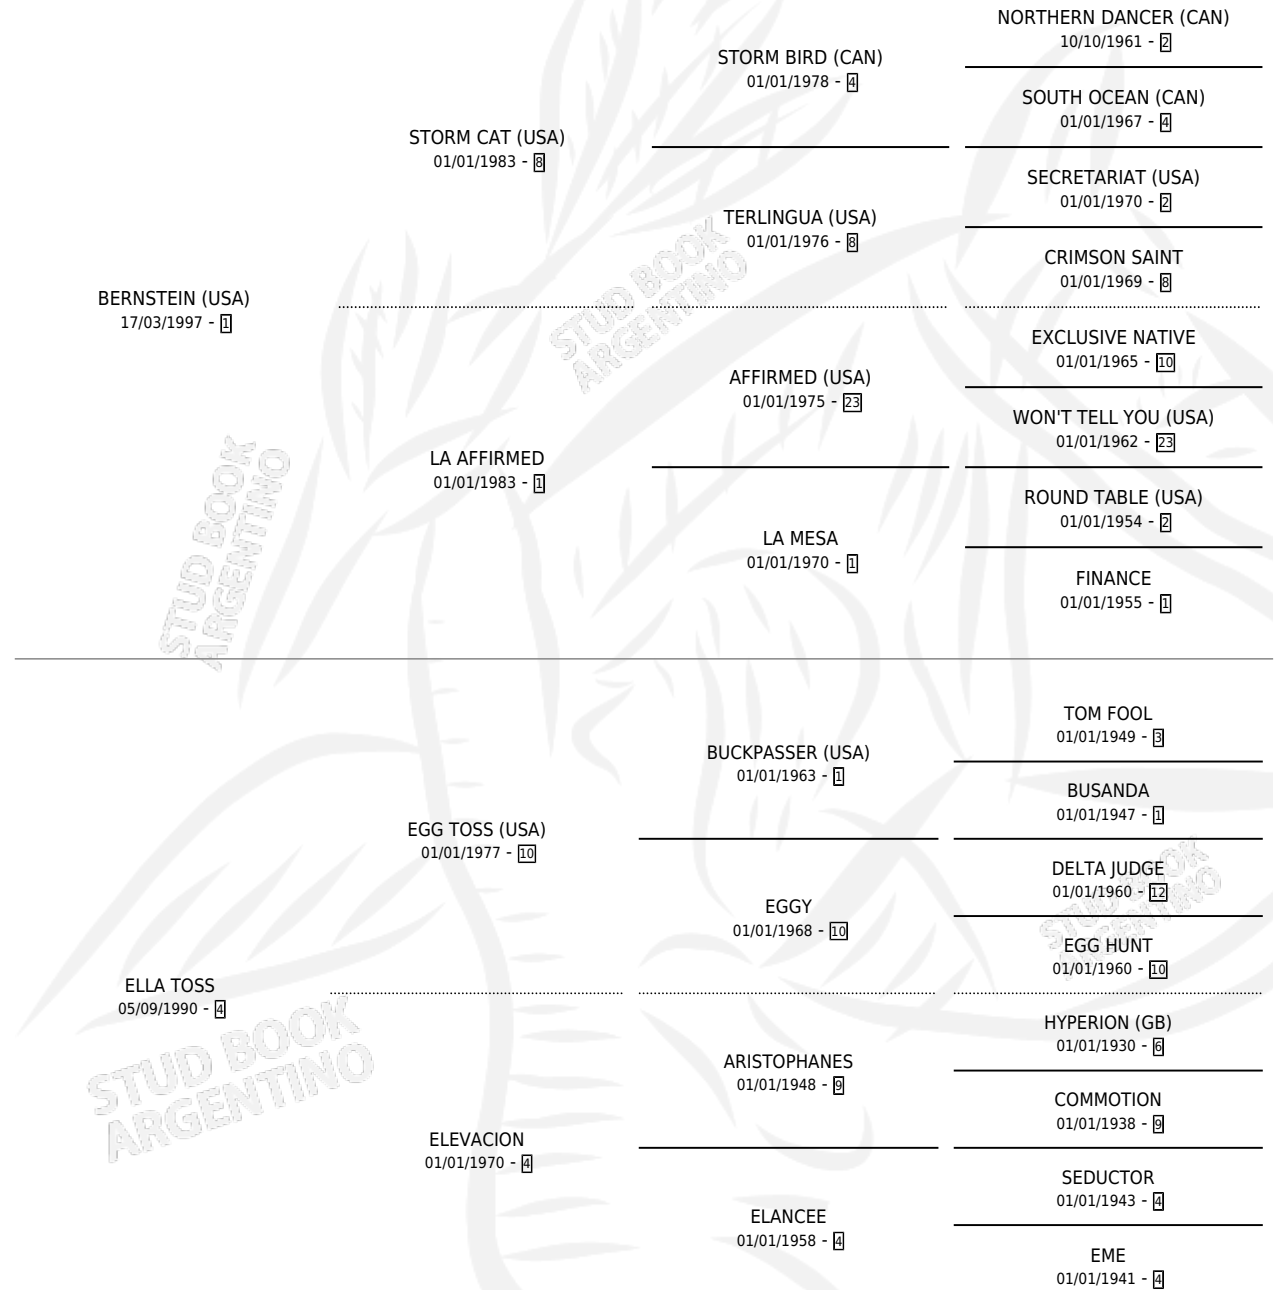 NORTHERN DANCER (CAN)
10/10/1961 - 2
STORM BIRD (CAN)
01/01/1978 - 4
SOUTH OCEAN (CAN)
01/01/1967 - 4
STORM CAT (USA)
01/01/1983 - 8
SECRETARIAT (USA)
01/01/1970 - 2
TERLINGUA (USA)
01/01/1976 - 8
CRIMSON SAINT
01/01/1969 - 8
BERNSTEIN (USA)
17/03/1997 - 1
EXCLUSIVE NATIVE
01/01/1965 - 10
AFFIRMED (USA)
01/01/1975 - 23
WON'T TELL YOU (USA)
01/01/1962 - 23
LA AFFIRMED
01/01/1983 - 1
ROUND TABLE (USA)
01/01/1954 - 2
LA MESA
01/01/1970 - 1
FINANCE
01/01/1955 - 1
TOM FOOL
01/01/1949 - 3
BUCKPASSER (USA)
01/01/1963 - 1
BUSANDA
01/01/1947 - 1
EGG TOSS (USA)
01/01/1977 - 10
DELTA JUDGE
01/01/1960 - 12
EGGY
01/01/1968 - 10
EGG HUNT
01/01/1960 - 10
ELLA TOSS
05/09/1990 - 4
HYPERION (GB)
01/01/1930 - 6
ARISTOPHANES
01/01/1948 - 9
COMMOTION
01/01/1938 - 9
ELEVACION
01/01/1970 - 4
SEDUCTOR
01/01/1943 - 4
ELANCEE
01/01/1958 - 4
EME
01/01/1941 - 4
STUD BOOK
ARGENTINO
STUD BOOK
ARGENTINO
STUD BOOK
ARGENTINO
STUD BOOK
ARGENTINO